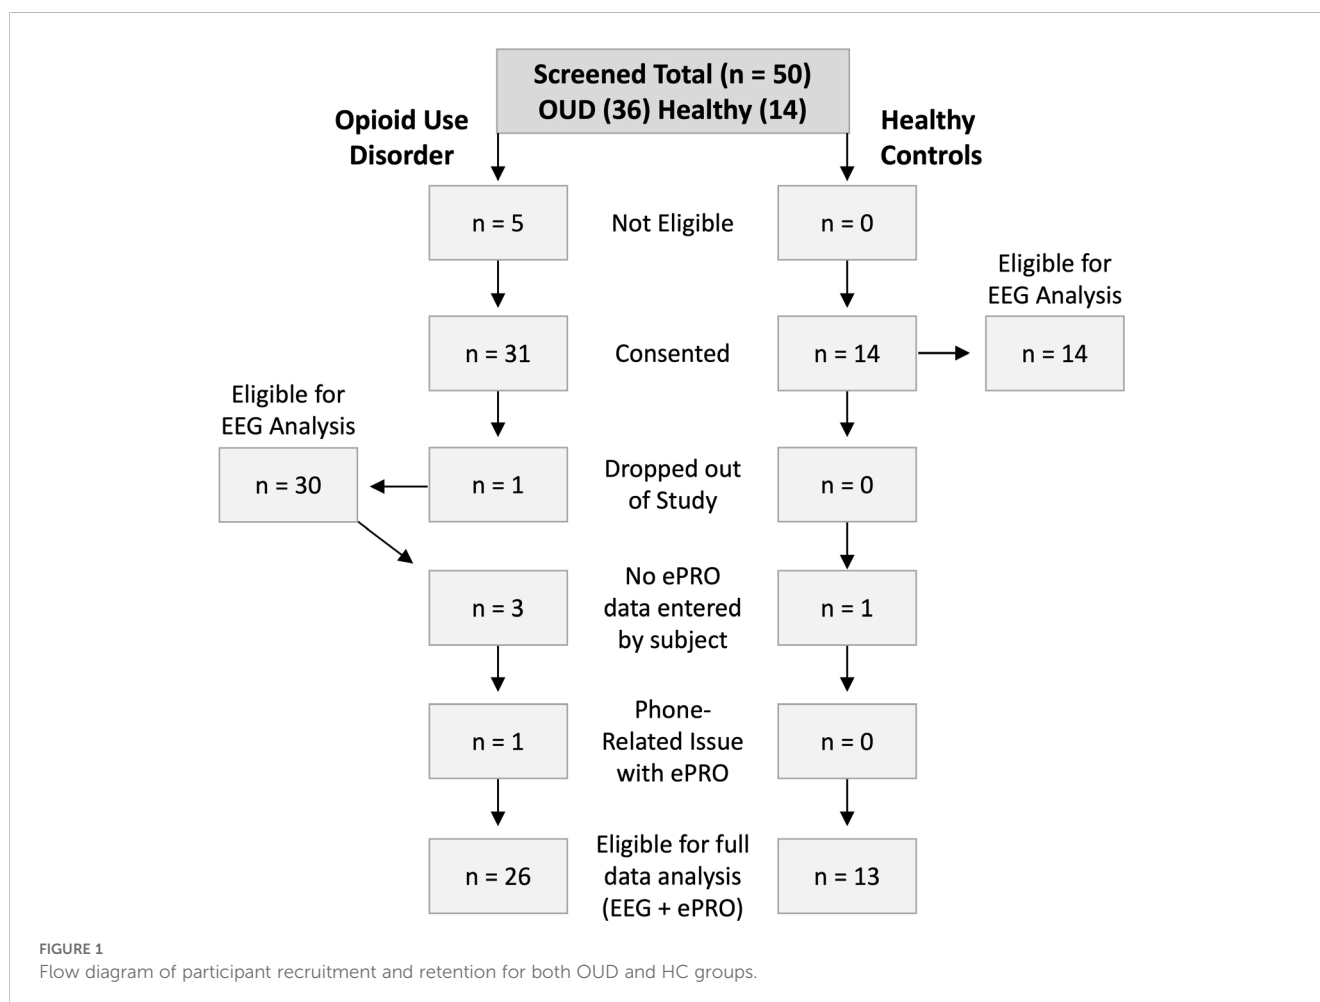 Screened Total (n = 50)
OUD (36) Healthy (14)
Opioid Use
Disorder
Healthy
Controls
n = 5
Not Eligible
n = 0
Eligible for
EEG Analysis
n = 31
Consented
n = 14
n = 14
Eligible for
EEG Analysis
n = 30
n = 1
Dropped out
of Study
n = 0
n = 3
No ePRO
data entered
by subject
n = 1
n = 1
Phone-
Related Issue
with ePRO
n = 0
n = 26
Eligible for full
data analysis
(EEG + ePRO)
n = 13
FIGURE 1
Flow diagram of participant recruitment and retention for both OUD and HC groups.